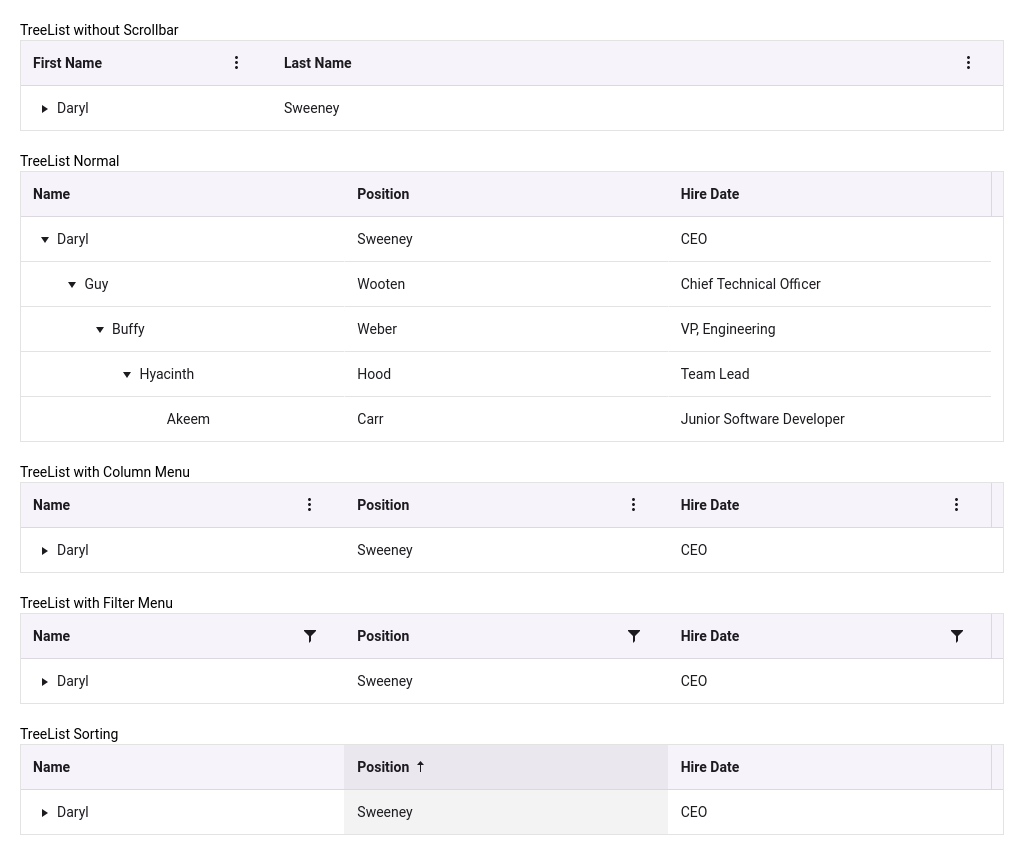 TreeList without Scrollbar
First Name Last Name
Daryl Sweeney
TreeList Normal
Name Position Hire Date
Daryl Sweeney CEO
Guy Wooten Chief Technical Officer
Buffy Weber VP, Engineering
Hyacinth Hood Team Lead
Akeem Carr Junior Software Developer
TreeList with Column Menu
Name Position Hire Date
Daryl Sweeney CEO
TreeList with Filter Menu
Name Position Hire Date
Daryl Sweeney CEO
TreeList Sorting
Name Position Hire Date
Daryl Sweeney CEO